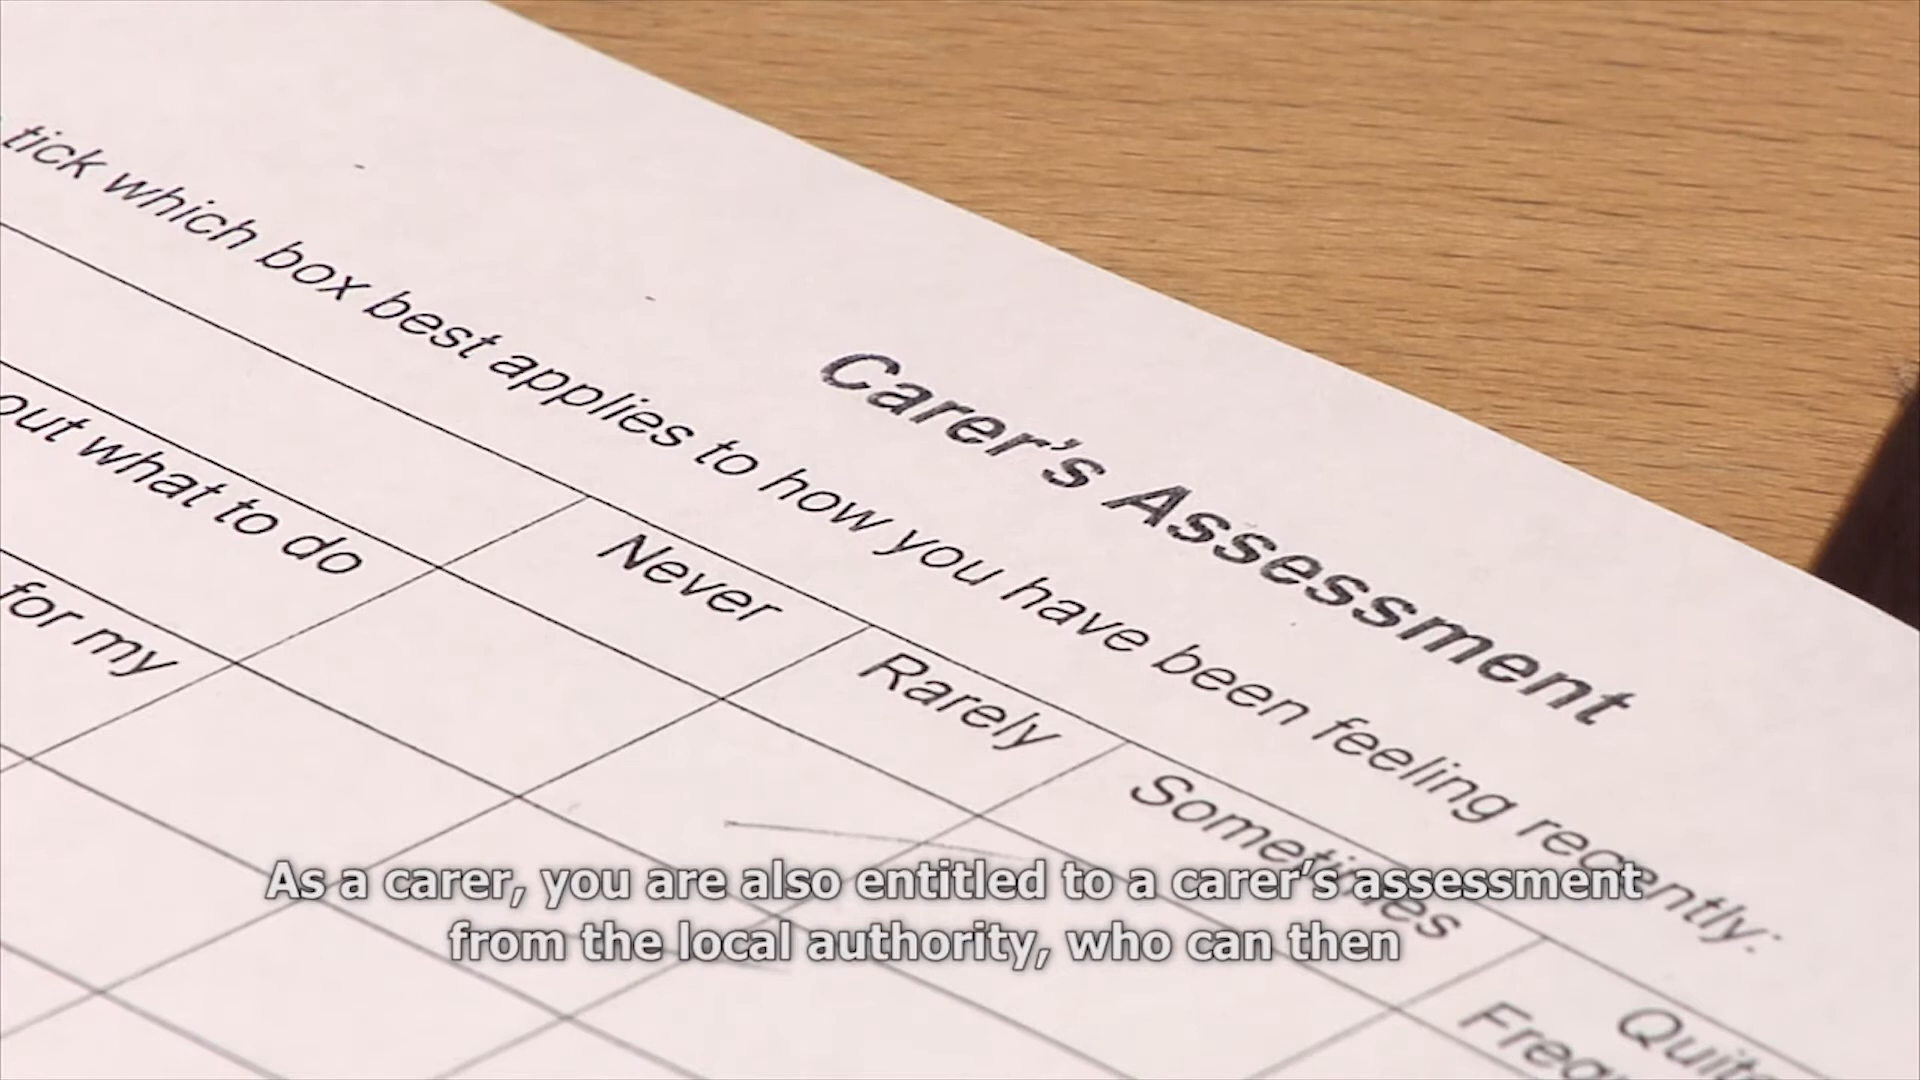 Carer's Assessment
tick which box best applies to how you have been feeling recently:
Never
Rarely
Sometimes
Quite
out what to do
for my
As a carer, you are also entitled to a carer’s assessment
from the local authority, who can then